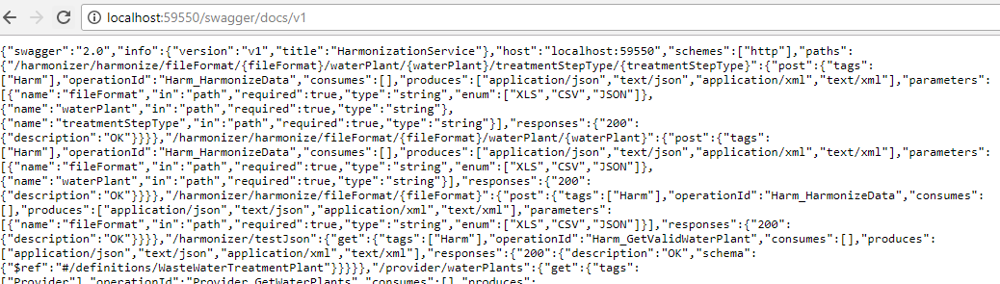 localhost:59550/swagger/docs/v1
{"swagger":"2.0","info":{"version":"v1","title":"HarmonizationService"},"host":"localhost:59550","schemes":["http"],"paths":
{"/harmonizer/harmonize/fileFormat/{fileFormat}/waterPlant/{waterPlant}/treatmentStepType/{treatmentStepType}":{"post":{"tags":
["Harm"],"operationId":"Harm_HarmonizeData","consumes":[],"produces":["application/json","text/json","application/xml","text/xml"],"parameters":
[{"name":"fileFormat","in":"path","required":true,"type":"string","enum":["XLS","CSV","JSON"]},
{"name":"waterPlant","in":"path","required":true,"type":"string"},
{"name":"treatmentStepType","in":"path","required":true,"type":"string"}],"responses":{"200":
{"description":"OK"}}}},"/harmonizer/harmonize/fileFormat/{fileFormat}/waterPlant/{waterPlant}":{"post":{"tags":
["Harm"],"operationId":"Harm_HarmonizeData","consumes":[],"produces":["application/json","text/json","application/xml","text/xml"],"parameters":
[{"name":"fileFormat","in":"path","required":true,"type":"string","enum":["XLS","CSV","JSON"]},
{"name":"waterPlant","in":"path","required":true,"type":"string"}],"responses":{"200":
{"description":"OK"}}}},"/harmonizer/harmonize/fileFormat/{fileFormat}":{"post":{"tags":["Harm"],"operationId":"Harm_HarmonizeData","consumes":
[],"produces":["application/json","text/json","application/xml","text/xml"],"parameters":
[{"name":"fileFormat","in":"path","required":true,"type":"string","enum":["XLS","CSV","JSON"]}],"responses":{"200":
{"description":"OK"}}}},"/harmonizer/testJson":{"get":{"tags":["Harm"],"operationId":"Harm_GetValidWaterPlant","consumes":[],"produces":
["application/json","text/json","application/xml","text/xml"],"responses":{"200":{"description":"OK","schema":
{"$ref":"#/definitions/WasteWaterTreatmentPlant"}}}}},"/provider/waterPlants":{"get":{"tags":
["Provider"],"operationId":"Provider_GetWaterPlants","consumes":[],"produces":